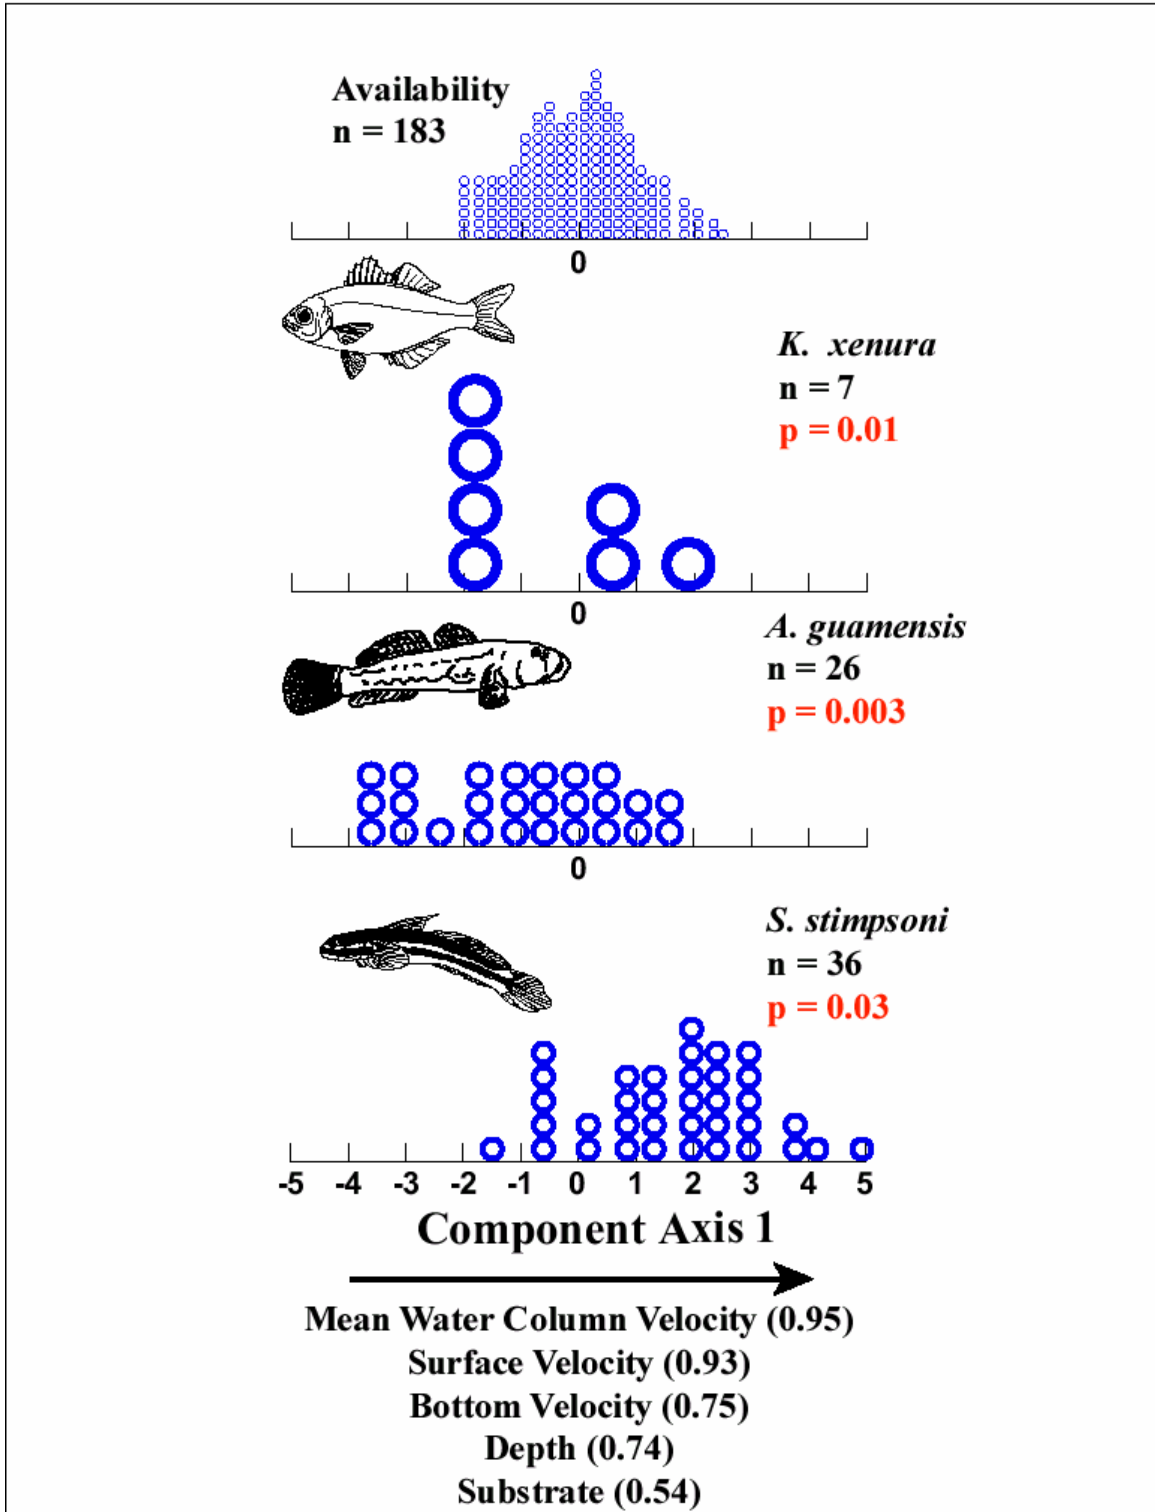 Availability
n = 183
0
K. xenura
n = 7
p = 0.01
0
A. guamensis
n = 26
p = 0.003
0
S. stimpsoni
n = 36
p = 0.03
-5 -4 -3 -2 -1 0 1 2 3 4 5
Component Axis 1
Mean Water Column Velocity (0.95)
Surface Velocity (0.93)
Bottom Velocity (0.75)
Depth (0.74)
Substrate (0.54)